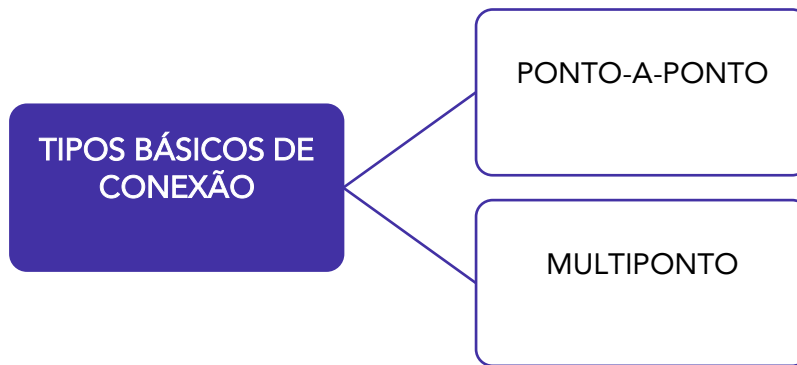 TIPOS BÁSICOS DE
CONEXÃO
PONTO-A-PONTO
MULTIPONTO